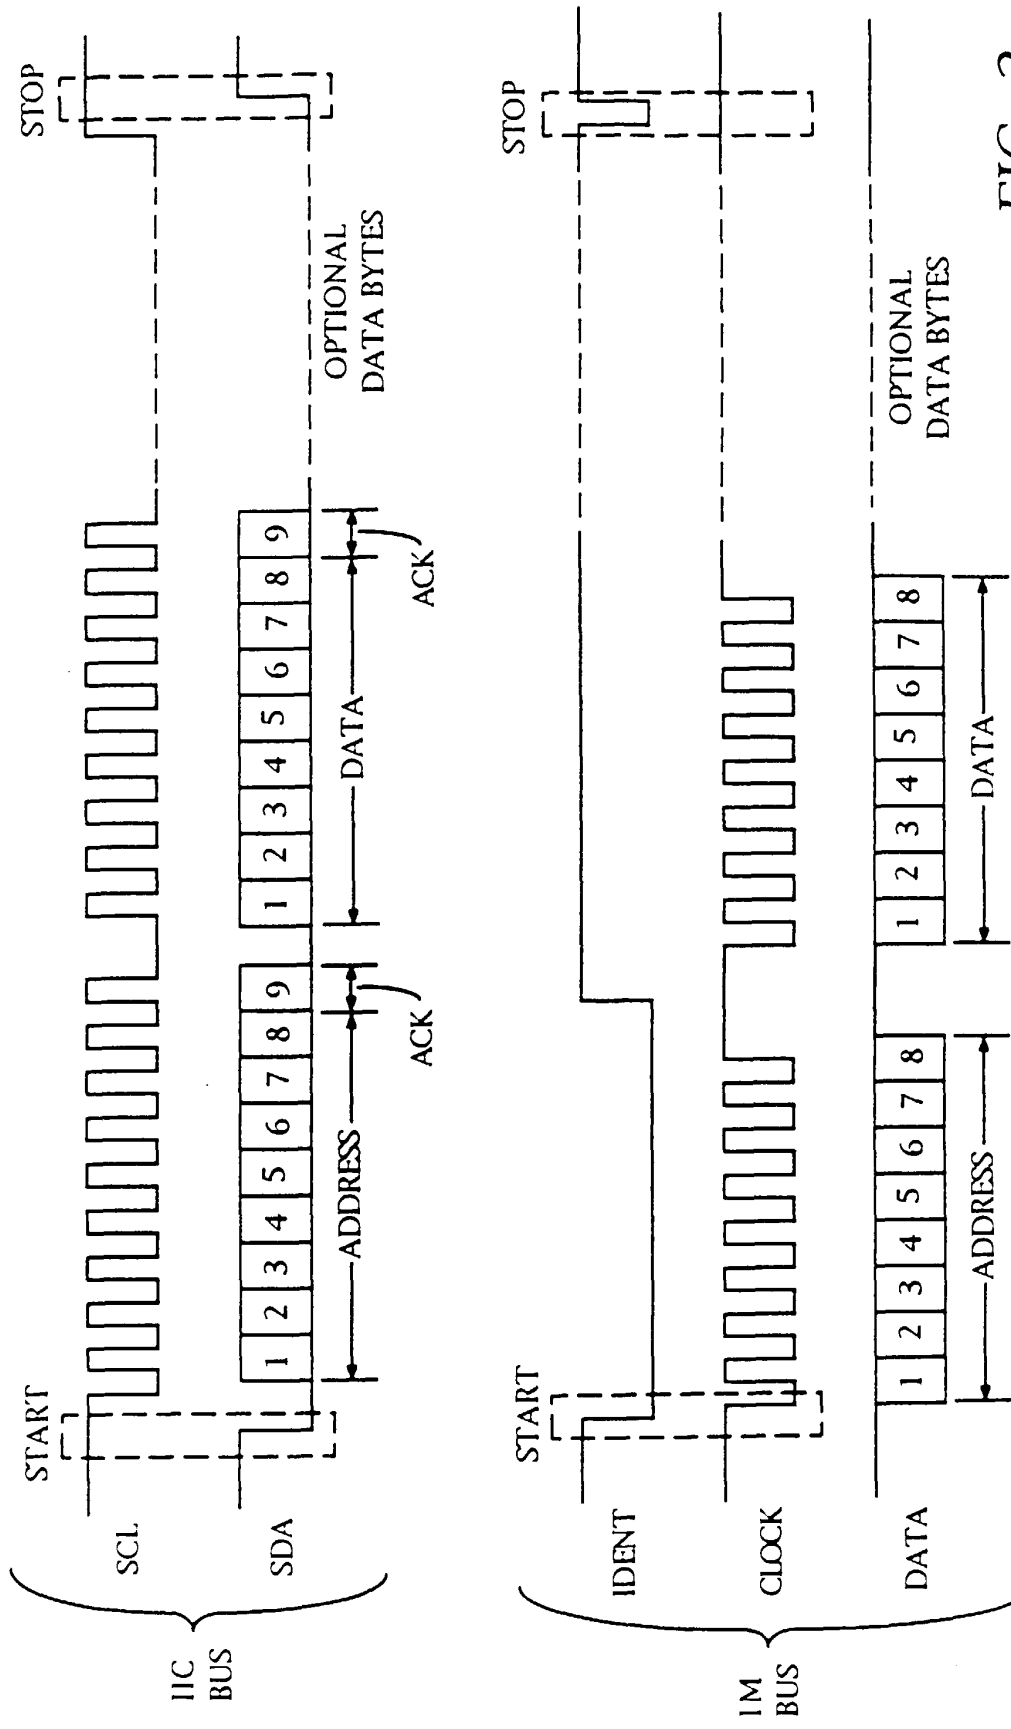 START
STOP
IIC
BUS
SCL
SDA
1 2 3 4 5 6 7 8 9
1 2 3 4 5 6 7 8 9
ADDRESS
ACK
DATA
ACK
OPTIONAL
DATA BYTES
START
STOP
IM
BUS
IDENT
CLOCK
DATA
1 2 3 4 5 6 7 8
1 2 3 4 5 6 7 8
ADDRESS
DATA
OPTIONAL
DATA BYTES